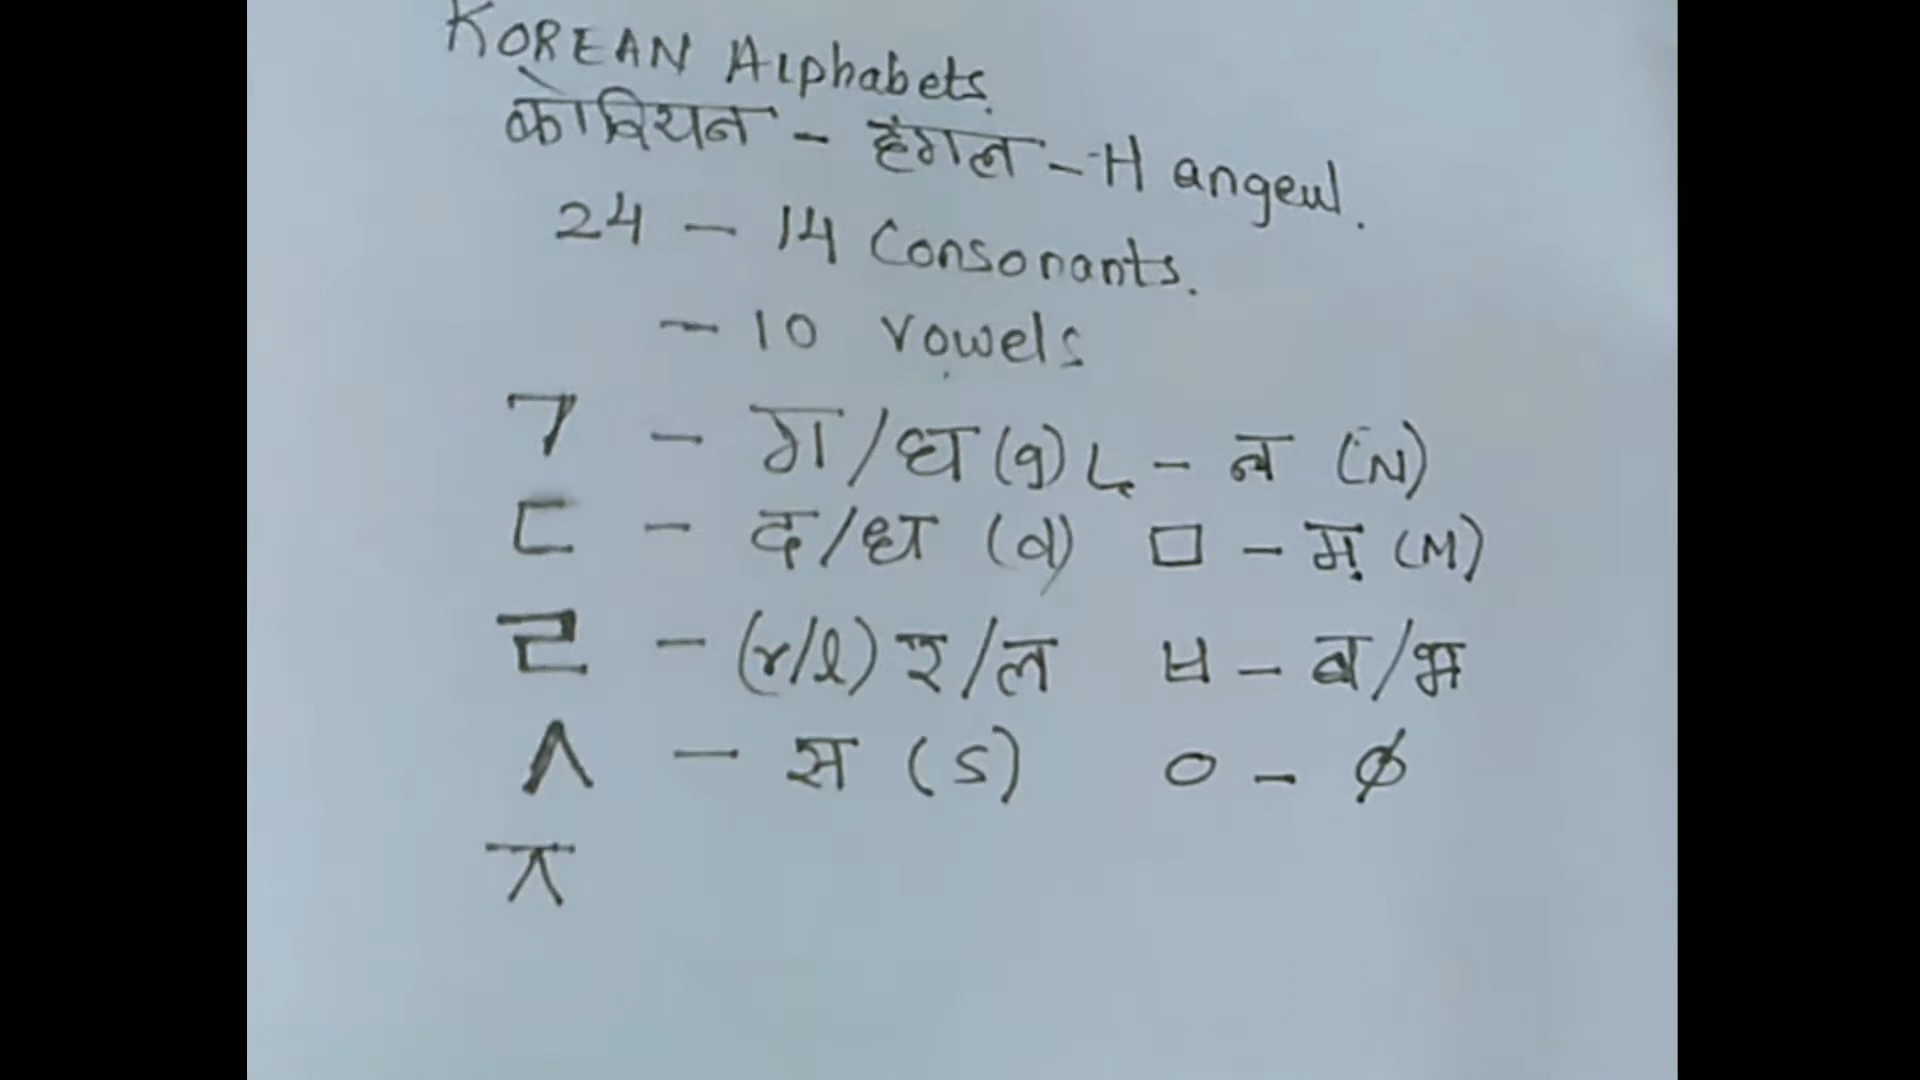 KOREAN Alphabets.
कोरियन - हंगल - Hangeul.
24 - 14 Consonants.
- 10 vowels
ㄱ - ग/घ (g) ㄴ - न (N)
ㄷ - द/ध (d) ㅁ - म (M)
ㄹ - (r/l) र/ल ㅂ - ब/भ
ㅅ - स (s) ㅇ - ϕ
ㅈ